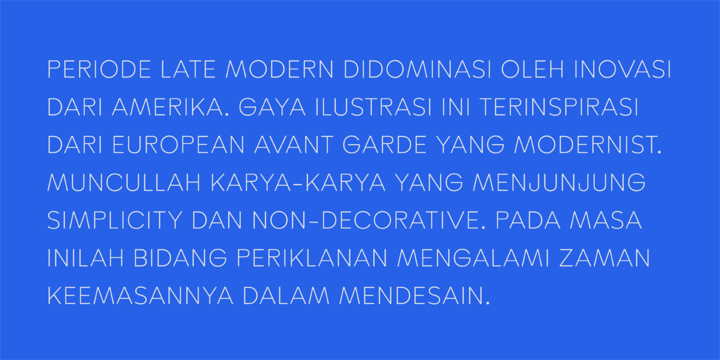 PERIODE LATE MODERN DIDOMINASI OLEH INOVASI
DARI AMERIKA. GAYA ILUSTRASI INI TERINSPIRASI
DARI EUROPEAN AVANT GARDE YANG MODERNIST.
MUNCULLAH KARYA-KARYA YANG MENJUNJUNG
SIMPLICITY DAN NON-DECORATIVE. PADA MASA
INILAH BIDANG PERIKLANAN MENGALAMI ZAMAN
KEEMASANNYA DALAM MENDESAIN.